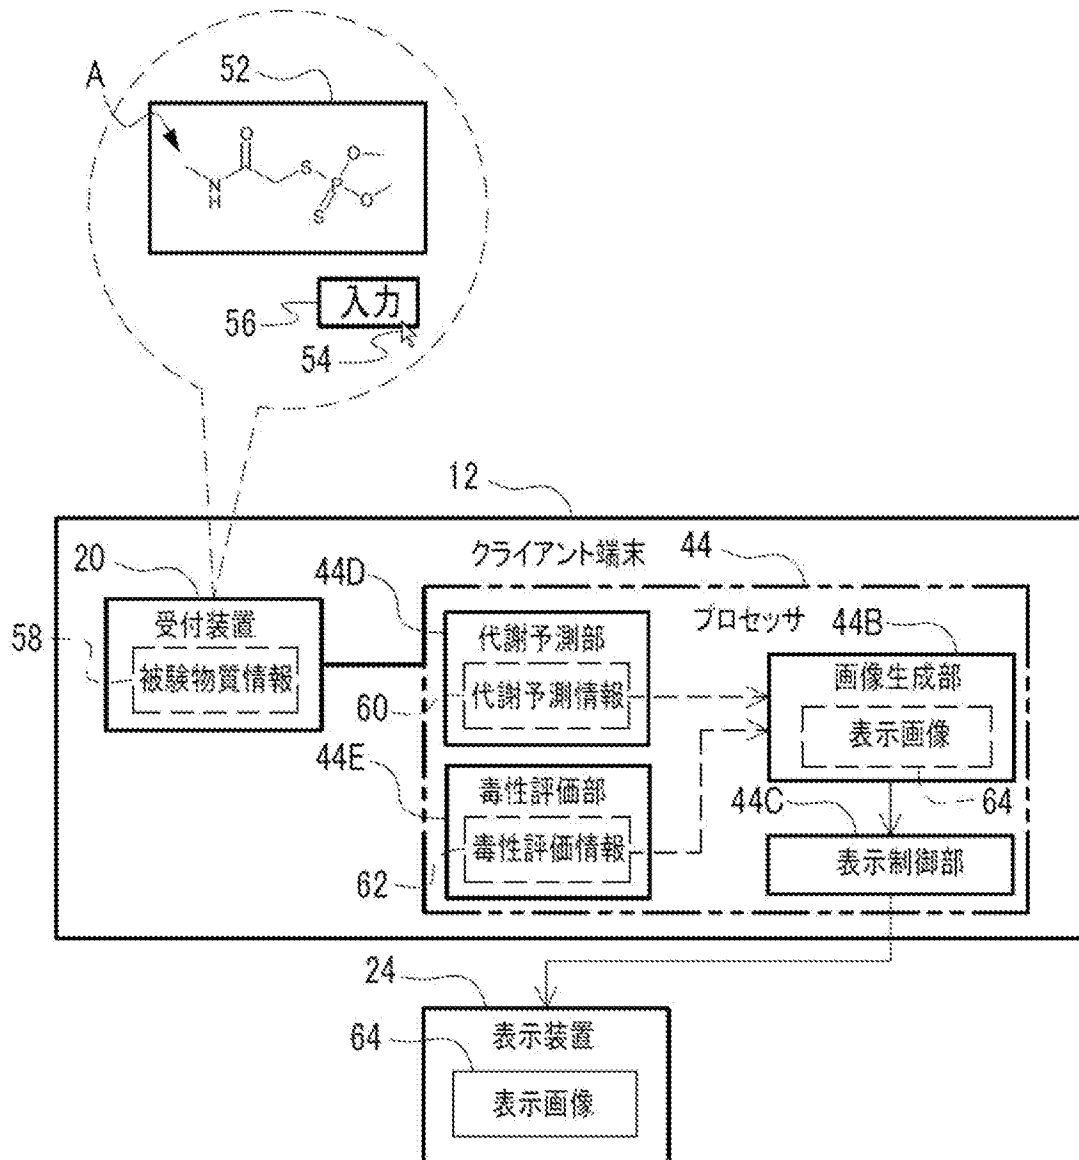 A
52
O
N
H
S
P
S
O
O
入力
56
54
12
クライアント端末
20
受付装置
58
被験物質情報
44
プロセッサ
44D
代謝予測部
60
代謝予測情報
44E
毒性評価部
62
毒性評価情報
44B
画像生成部
表示画像
64
44C
表示制御部
24
表示装置
64
表示画像